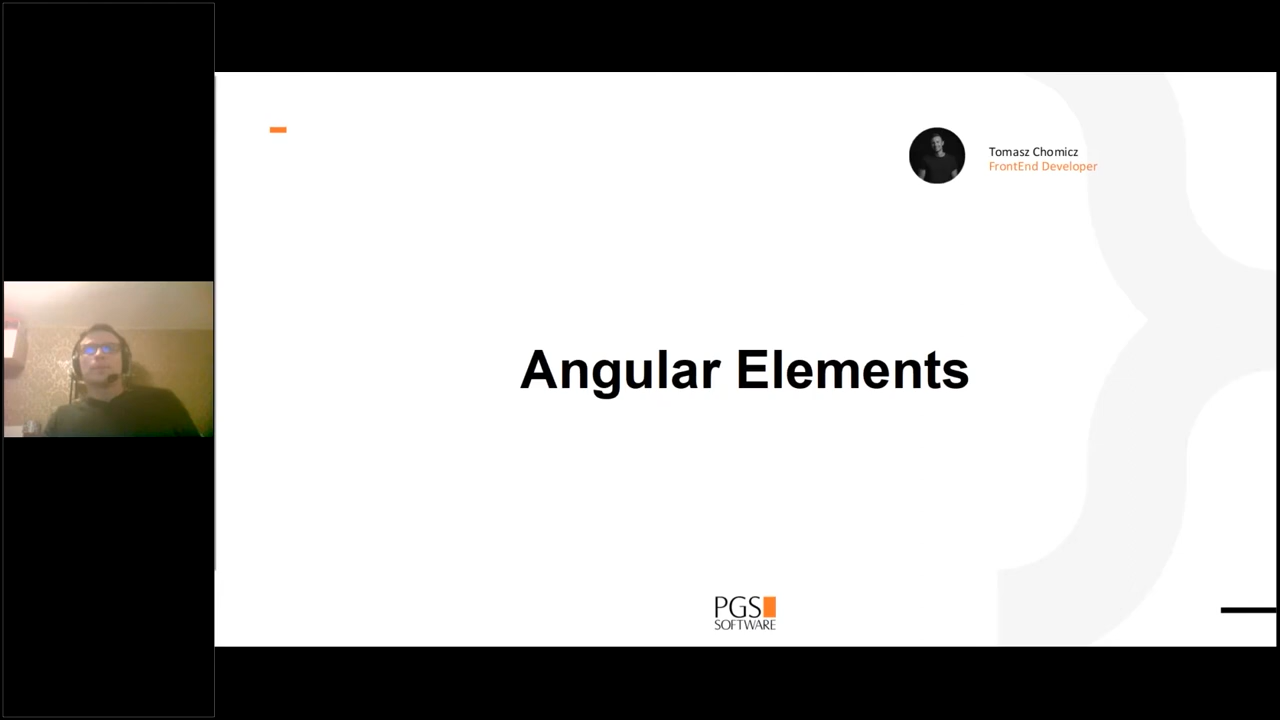 Tomasz Chomicz
FrontEnd Developer
Angular Elements
PGS
SOFTWARE